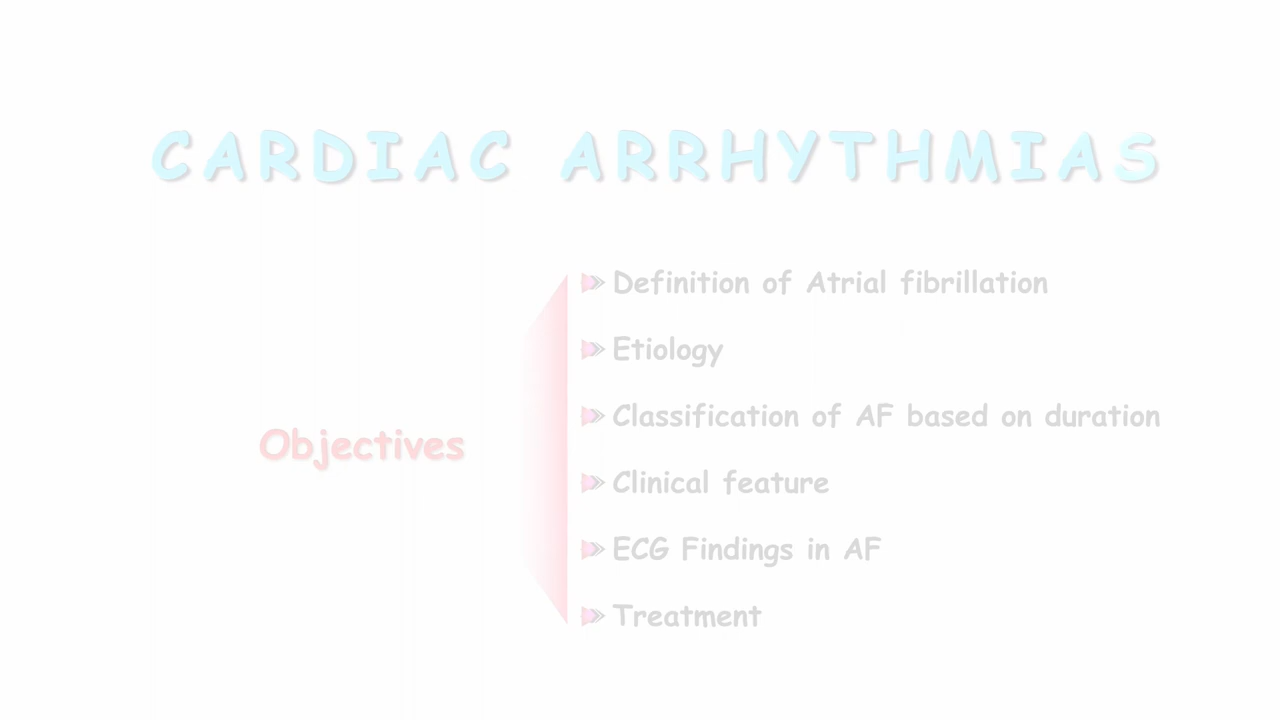 CARDIAC ARRHYTHMIAS
Objectives
Definition of Atrial fibrillation
Etiology
Classification of AF based on duration
Clinical feature
ECG Findings in AF
Treatment